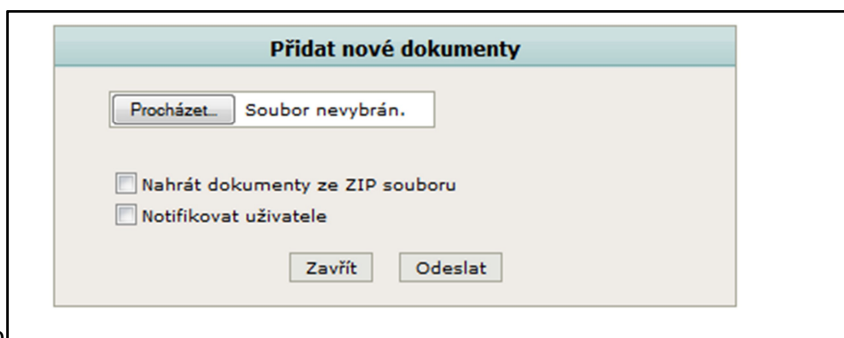 Přidat nové dokumenty
Procházet... Soubor nevybrán.
Nahrát dokumenty ze ZIP souboru
Notifikovat uživatele
Zavřít Odeslat